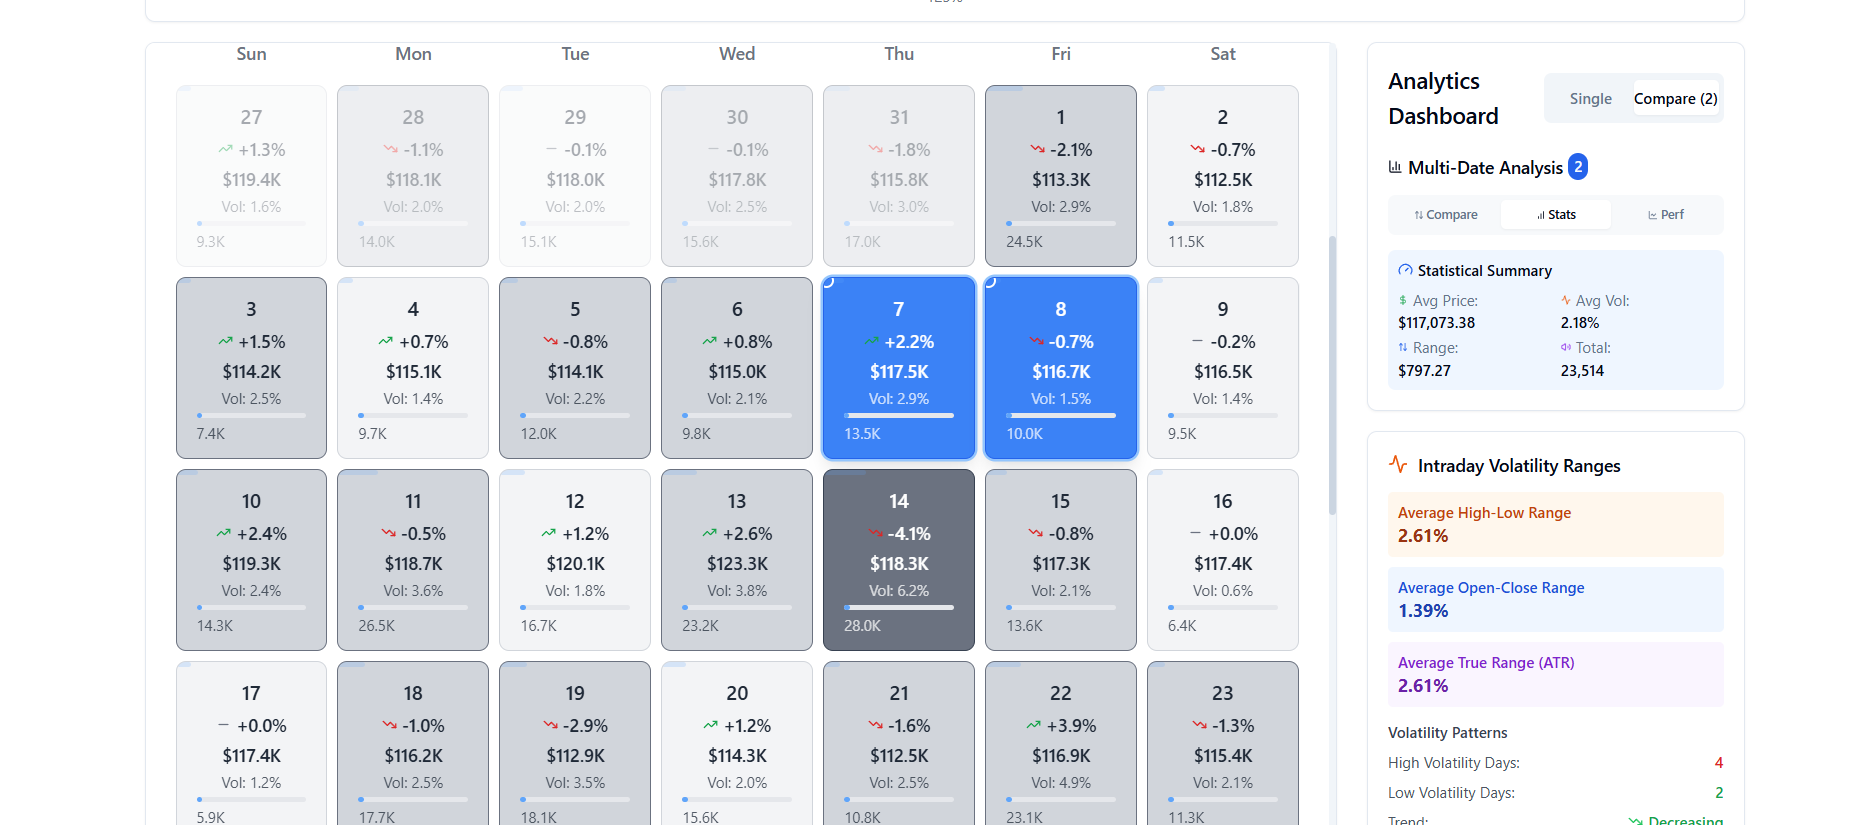 Sun Mon Tue Wed Thu Fri Sat
27 28 29 30 31 1 2
+1.3% -1.1% -0.1% -0.1% -1.8% -2.1% -0.7%
$119.4K $118.1K $118.0K $117.8K $115.8K $113.3K $112.5K
Vol: 1.6% Vol: 2.0% Vol: 2.0% Vol: 2.5% Vol: 3.0% Vol: 2.9% Vol: 1.8%
9.3K 14.0K 15.1K 15.6K 17.0K 24.5K 11.5K
3 4 5 6 7 8 9
+1.5% +0.7% -0.8% +0.8% +2.2% -0.7% -0.2%
$114.2K $115.1K $114.1K $115.0K $117.5K $116.7K $116.5K
Vol: 2.5% Vol: 1.4% Vol: 2.2% Vol: 2.1% Vol: 2.9% Vol: 1.5% Vol: 1.4%
7.4K 9.7K 12.0K 9.8K 13.5K 10.0K 9.5K
10 11 12 13 14 15 16
+2.4% -0.5% +1.2% +2.6% -4.1% -0.8% +0.0%
$119.3K $118.7K $120.1K $123.3K $118.3K $117.3K $117.4K
Vol: 2.4% Vol: 3.6% Vol: 1.8% Vol: 3.8% Vol: 6.2% Vol: 2.1% Vol: 0.6%
14.3K 26.5K 16.7K 23.2K 28.0K 13.6K 6.4K
17 18 19 20 21 22 23
+0.0% -1.0% -2.9% +1.2% -1.6% +3.9% -1.3%
$117.4K $116.2K $112.9K $114.3K $112.5K $116.9K $115.4K
Vol: 1.2% Vol: 2.5% Vol: 3.5% Vol: 2.0% Vol: 2.5% Vol: 4.9% Vol: 2.1%
5.9K 17.7K 18.1K 15.6K 10.8K 23.1K 11.3K
Analytics
Dashboard
Single Compare (2)
Multi-Date Analysis 2
Compare Stats Perf
Statistical Summary
Avg Price: Avg Vol:
$117,073.38 2.18%
Range: Total:
$797.27 23,514
Intraday Volatility Ranges
Average High-Low Range
2.61%
Average Open-Close Range
1.39%
Average True Range (ATR)
2.61%
Volatility Patterns
High Volatility Days: 4
Low Volatility Days: 2
Trend: Decreasing